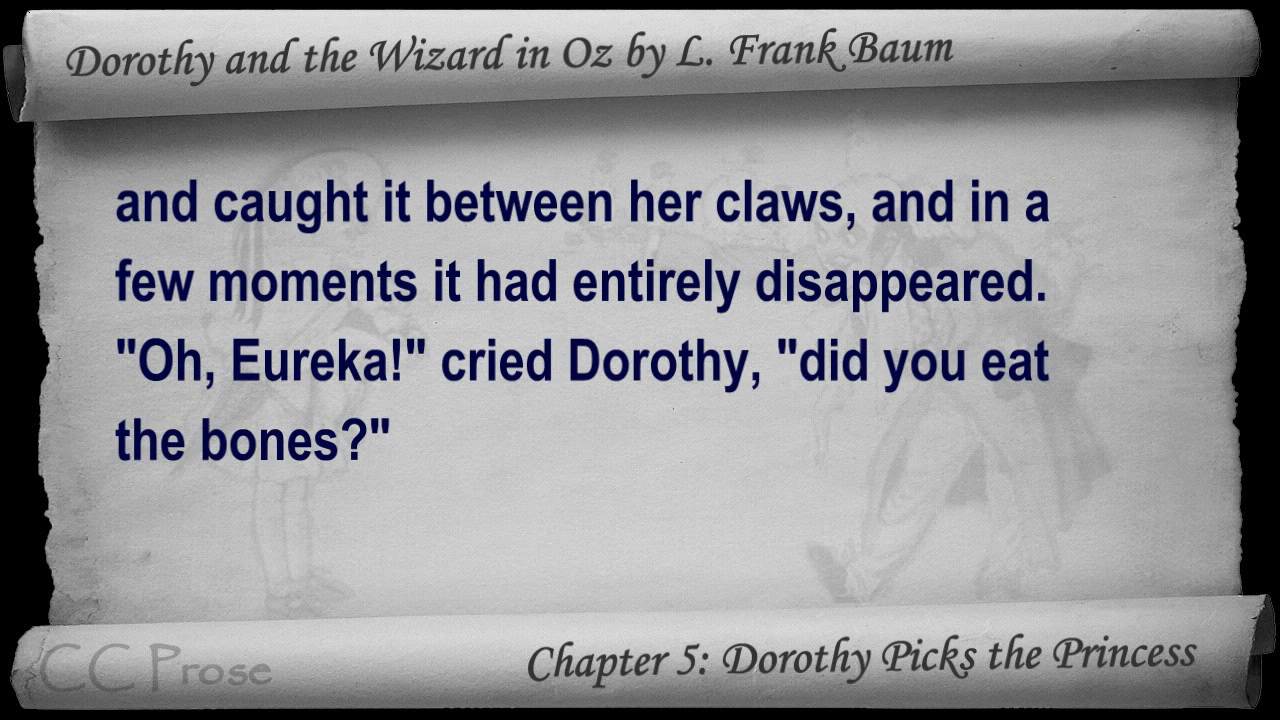 Dorothy and the Wizard in Oz by L. Frank Baum
and caught it between her claws, and in a
few moments it had entirely disappeared.
"Oh, Eureka!" cried Dorothy, "did you eat
the bones?"
CC Prose
Chapter 5: Dorothy Picks the Princess